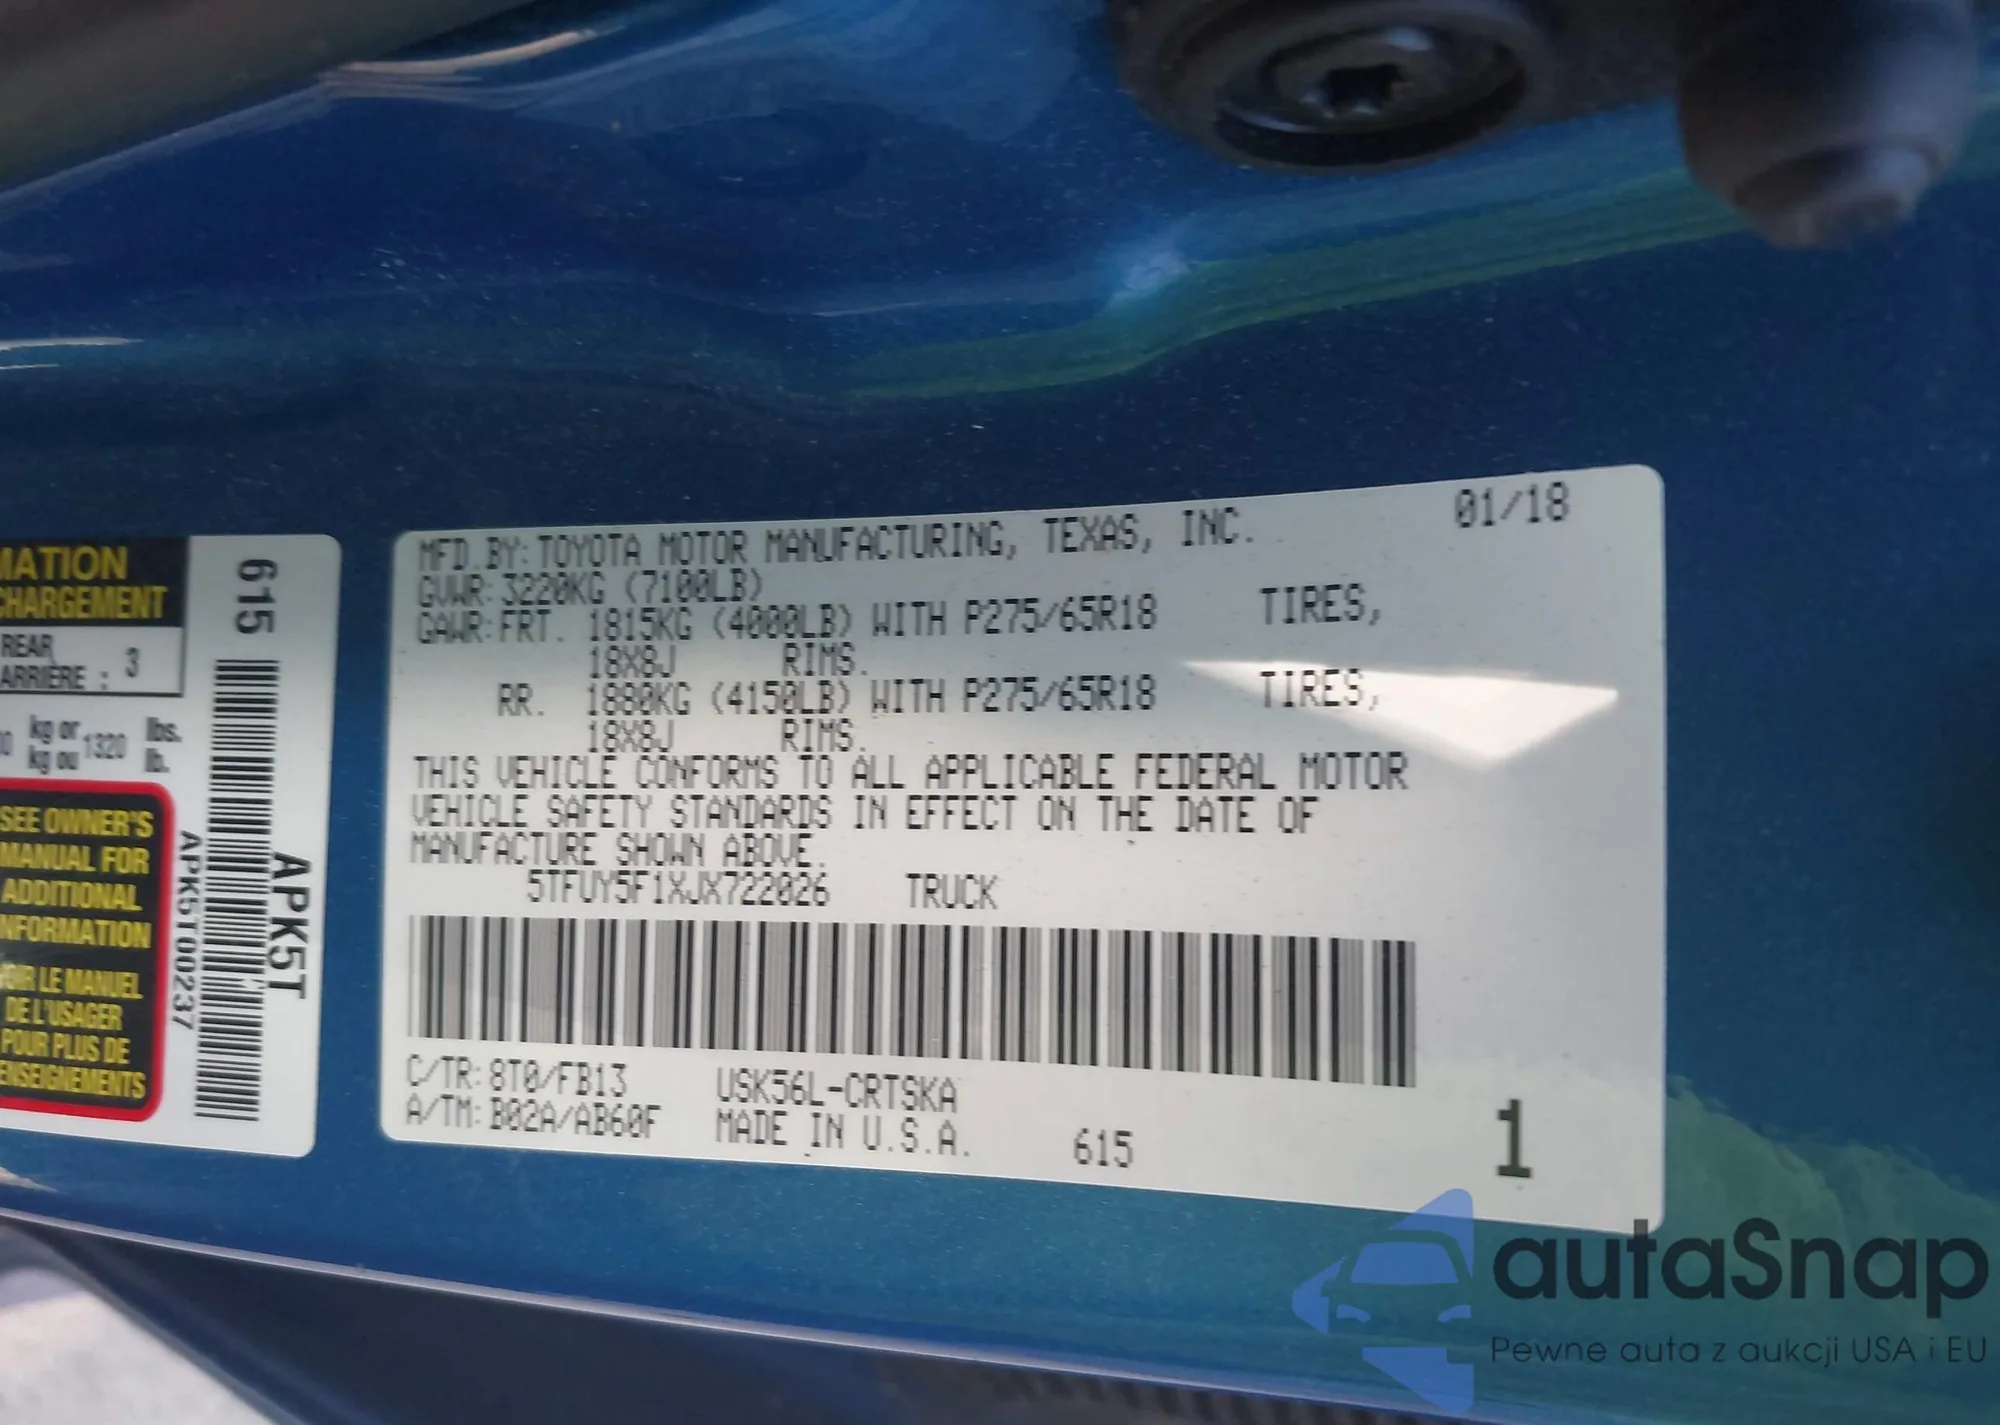 MATION
CHARGEMENT
REAR
ARRIÈRE : 3
kg or 1320 lbs.
kg ou lb.
SEE OWNER'S
MANUAL FOR
ADDITIONAL
INFORMATION
VOIR LE MANUEL
DE L'USAGER
POUR PLUS DE
RENSEIGNEMENTS
615
APK5T
APK5T00237
01/18
MFD.BY:TOYOTA MOTOR MANUFACTURING, TEXAS, INC.
GVWR:3220KG (7100LB)
GAWR:FRT. 1815KG (4000LB) WITH P275/65R18 TIRES,
18X8J RIMS.
RR. 1880KG (4150LB) WITH P275/65R18 TIRES,
18X8J RIMS.
THIS VEHICLE CONFORMS TO ALL APPLICABLE FEDERAL MOTOR
VEHICLE SAFETY STANDARDS IN EFFECT ON THE DATE OF
MANUFACTURE SHOWN ABOVE.
5TFUY5F1XJX722026 TRUCK
C/TR:8T0/FB13 USK56L-CRTSKA
A/TM:B02A/AB60F MADE IN U.S.A. 615 1
autaSnap
Pewne auta z aukcji USA i EU